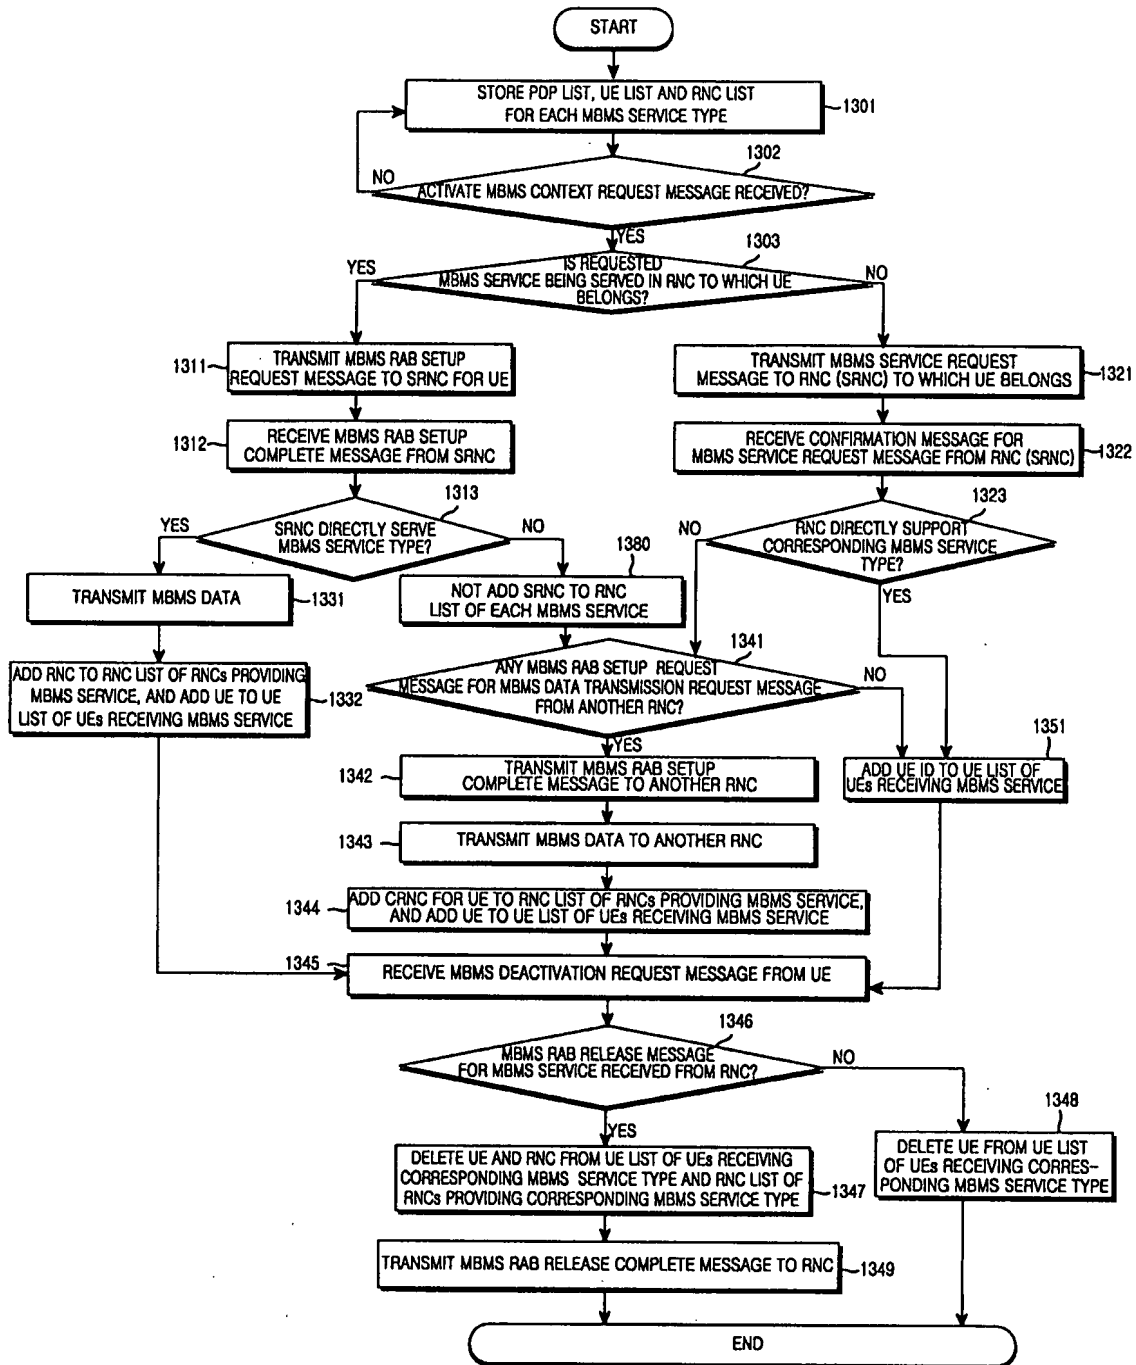 START
STORE PDP LIST, UE LIST AND RNC LIST
FOR EACH MBMS SERVICE TYPE
1301
1302
NO
ACTIVATE MBMS CONTEXT REQUEST MESSAGE RECEIVED?
YES
1303
YES
IS REQUESTED
MBMS SERVICE BEING SERVED IN RNC TO WHICH UE
BELONGS?
NO
1311
TRANSMIT MBMS RAB SETUP
REQUEST MESSAGE TO SRNC FOR UE
TRANSMIT MBMS SERVICE REQUEST
MESSAGE TO RNC (SRNC) TO WHICH UE BELONGS
1321
1312
RECEIVE MBMS RAB SETUP
COMPLETE MESSAGE FROM SRNC
RECEIVE CONFIRMATION MESSAGE FOR
MBMS SERVICE REQUEST MESSAGE FROM RNC (SRNC)
1322
1313
YES
SRNC DIRECTLY SERVE
MBMS SERVICE TYPE?
NO
1323
NO
RNC DIRECTLY SUPPORT
CORRESPONDING MBMS SERVICE
TYPE?
YES
TRANSMIT MBMS DATA
1331
1380
NOT ADD SRNC TO RNC
LIST OF EACH MBMS SERVICE
ADD RNC TO RNC LIST OF RNCs PROVIDING
MBMS SERVICE, AND ADD UE TO UE
LIST OF UEs RECEIVING MBMS SERVICE
1332
1341
ANY MBMS RAB SETUP REQUEST
MESSAGE FOR MBMS DATA TRANSMISSION REQUEST MESSAGE
FROM ANOTHER RNC?
NO
YES
1351
ADD UE ID TO UE LIST OF
UEs RECEIVING MBMS SERVICE
1342
TRANSMIT MBMS RAB SETUP
COMPLETE MESSAGE TO ANOTHER RNC
1343
TRANSMIT MBMS DATA TO ANOTHER RNC
1344
ADD CRNC FOR UE TO RNC LIST OF RNCs PROVIDING MBMS SERVICE,
AND ADD UE TO UE LIST OF UEs RECEIVING MBMS SERVICE
1345
RECEIVE MBMS DEACTIVATION REQUEST MESSAGE FROM UE
1346
MBMS RAB RELEASE MESSAGE
FOR MBMS SERVICE RECEIVED FROM RNC?
NO
YES
1348
DELETE UE FROM UE LIST
OF UEs RECEIVING CORRES-
PONDING MBMS SERVICE TYPE
DELETE UE AND RNC FROM UE LIST OF UEs RECEIVING
CORRESPONDING MBMS SERVICE TYPE AND RNC LIST OF
RNCs PROVIDING CORRESPONDING MBMS SERVICE TYPE
1347
TRANSMIT MBMS RAB RELEASE COMPLETE MESSAGE TO RNC
1349
END